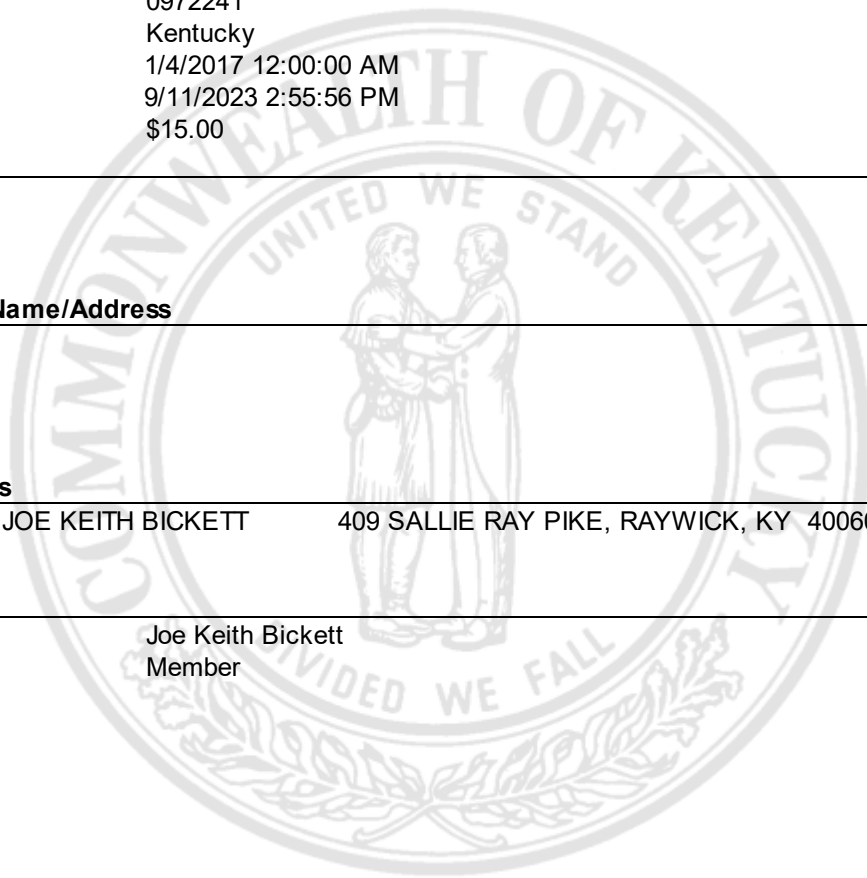 0972241
Kentucky
1/4/2017 12:00:00 AM
9/11/2023 2:55:56 PM
$15.00
COMMONWEALTH OF KENTUCKY
UNITED WE STAND
Name/Address
s
JOE KEITH BICKETT 409 SALLIE RAY PIKE, RAYWICK, KY 40060
Joe Keith Bickett
Member
DIVIDED WE FALL